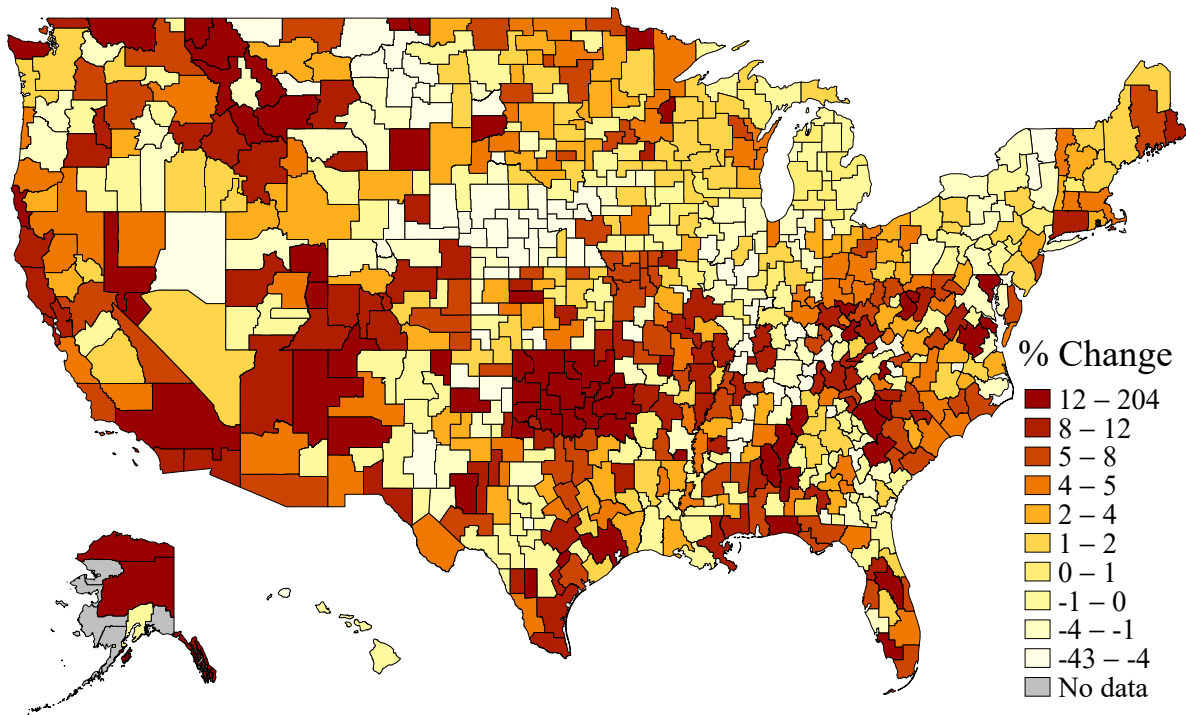 % Change
12 – 204
8 – 12
5 – 8
4 – 5
2 – 4
1 – 2
0 – 1
-1 – 0
-4 – -1
-43 – -4
No data